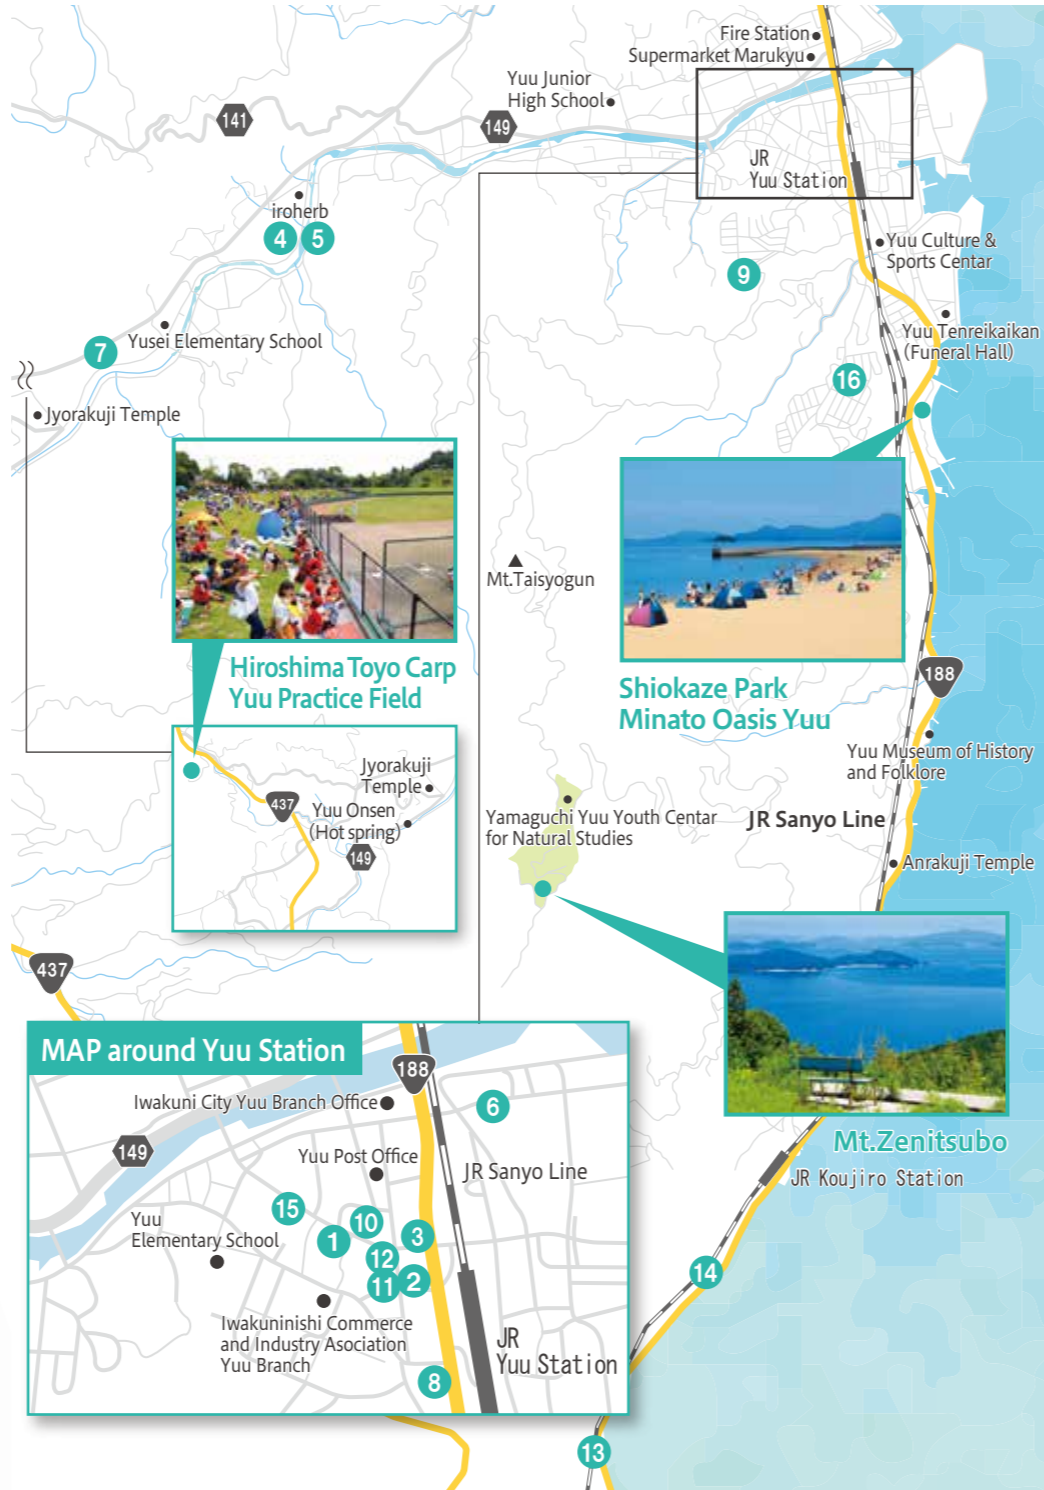 Fire Station
Supermarket Marukyu
Yuu Junior
High School
141
149
JR
Yuu Station
iroherb
4
5
9
Yuu Culture &
Sports Centar
Yusei Elementary School
7
Yuu Tenreikaikan
(Funeral Hall)
16
Jyorakuji Temple
Mt.Taisyogun
Hiroshima Toyo Carp
Yuu Practice Field
Shiokaze Park
Minato Oasis Yuu
188
Yuu Museum of History
and Folklore
Jyorakuji
Temple
437
Yuu Onsen
(Hot spring)
149
Yamaguchi Yuu Youth Centar
for Natural Studies
JR Sanyo Line
Anrakuji Temple
437
Mt.Zenitsubo
JR Koujiro Station
14
13
MAP around Yuu Station
188
Iwakuni City Yuu Branch Office
6
149
Yuu Post Office
JR Sanyo Line
15
10
Yuu
Elementary School
1
3
12
11
2
Iwakuninishi Commerce
and Industry Asociation
Yuu Branch
JR
Yuu Station
8